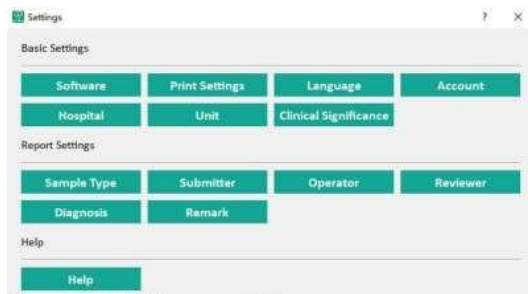 Settings ? ×
Basic Settings
Software Print Settings Language Account
Hospital Unit Clinical Significance
Report Settings
Sample Type Submitter Operator Reviewer
Diagnosis Remark
Help
Help